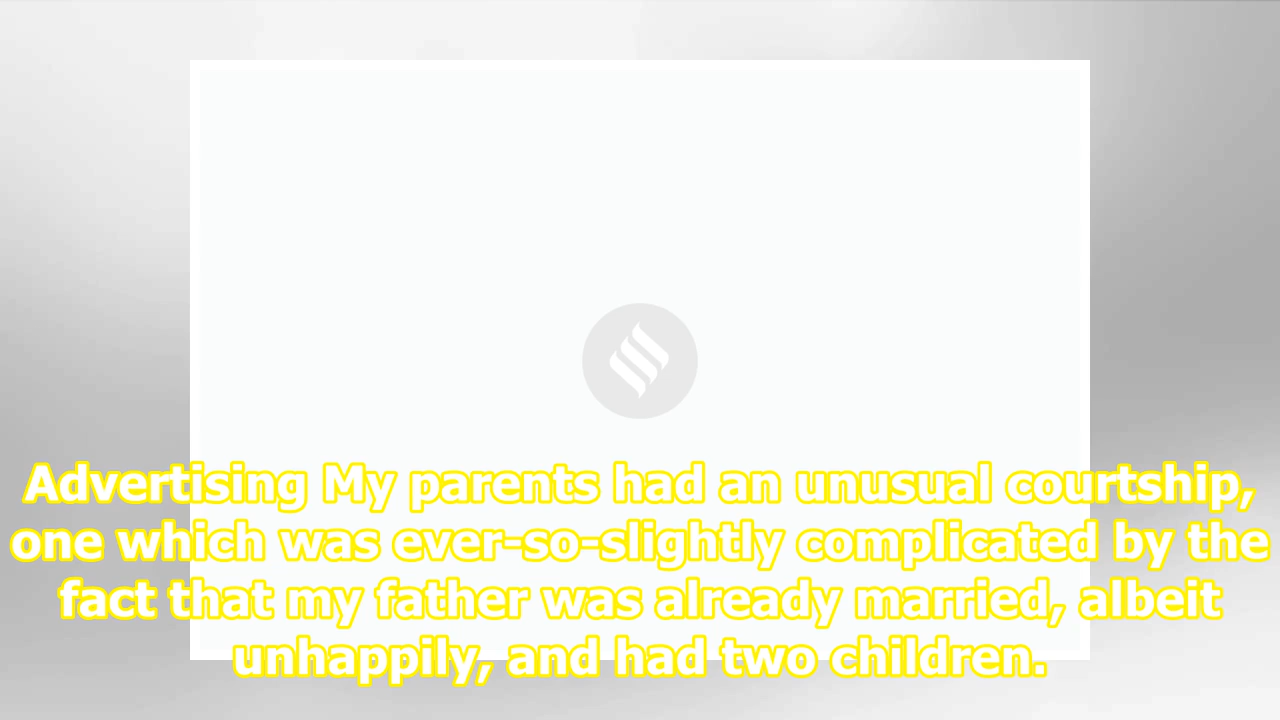 Advertising My parents had an unusual courtship,
one which was ever-so-slightly complicated by the
fact that my father was already married, albeit
unhappily, and had two children.